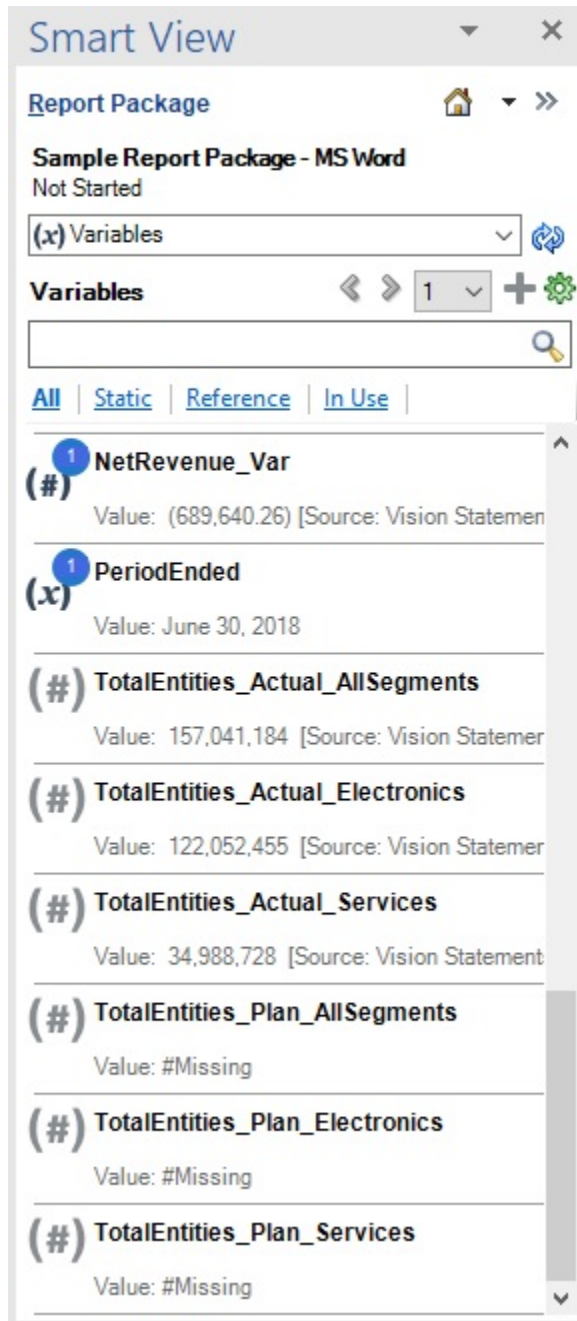 Smart View
Report Package
Sample Report Package - MS Word
Not Started
(x) Variables
Variables 1
All | Static | Reference | In Use |
1
(#) NetRevenue_Var
Value: (689,640.26) [Source: Vision Statemen
1
(x) PeriodEnded
Value: June 30, 2018
(#) TotalEntities_Actual_AllSegments
Value: 157,041,184 [Source: Vision Statemer
(#) TotalEntities_Actual_Electronics
Value: 122,052,455 [Source: Vision Statemer
(#) TotalEntities_Actual_Services
Value: 34,988,728 [Source: Vision Statement
(#) TotalEntities_Plan_AllSegments
Value: #Missing
(#) TotalEntities_Plan_Electronics
Value: #Missing
(#) TotalEntities_Plan_Services
Value: #Missing